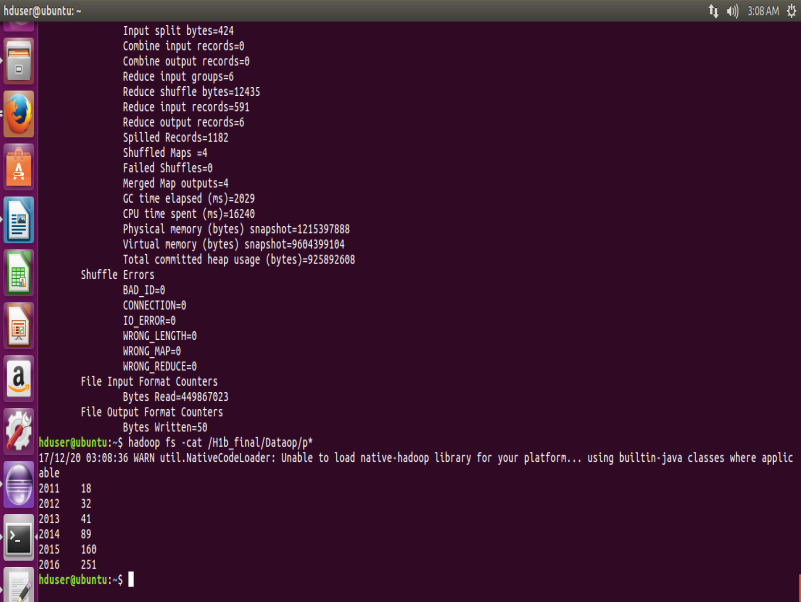 hduser@ubuntu: ~
3:08 AM
Input split bytes=424
Combine input records=0
Combine output records=0
Reduce input groups=6
Reduce shuffle bytes=12435
Reduce input records=591
Reduce output records=6
Spilled Records=1182
Shuffled Maps =4
Failed Shuffles=0
Merged Map outputs=4
GC time elapsed (ms)=2029
CPU time spent (ms)=16240
Physical memory (bytes) snapshot=1215397888
Virtual memory (bytes) snapshot=9604399104
Total committed heap usage (bytes)=925892608
Shuffle Errors
BAD_ID=0
CONNECTION=0
IO_ERROR=0
WRONG_LENGTH=0
WRONG_MAP=0
WRONG_REDUCE=0
File Input Format Counters
Bytes Read=449867023
File Output Format Counters
Bytes Written=50
hduser@ubuntu:~$ hadoop fs -cat /H1b_final/Dataop/p*
17/12/20 03:08:36 WARN util.NativeCodeLoader: Unable to load native-hadoop library for your platform... using builtin-java classes where applic
able
2011 18
2012 32
2013 41
2014 89
2015 160
2016 251
hduser@ubuntu:~$